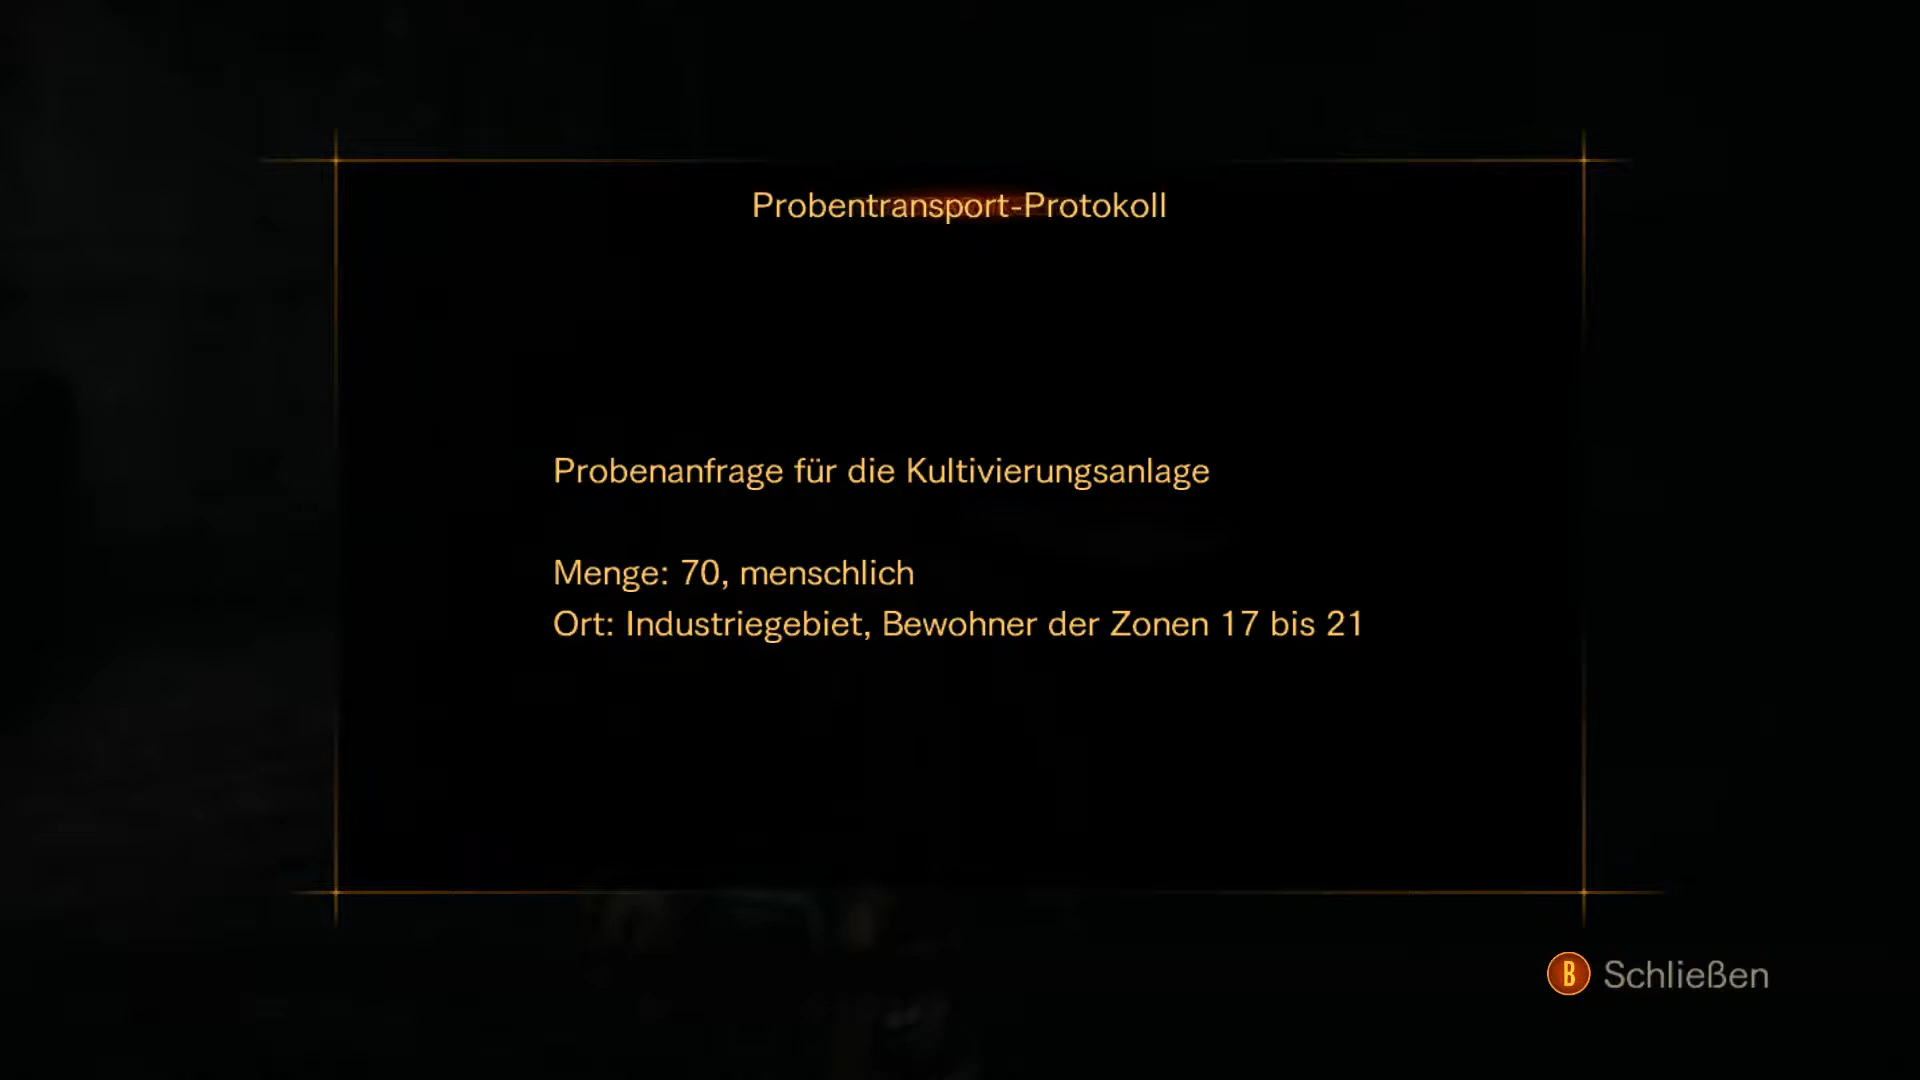 Probentransport-Protokoll
Probenanfrage für die Kultivierungsanlage
Menge: 70, menschlich
Ort: Industriegebiet, Bewohner der Zonen 17 bis 21
B Schließen